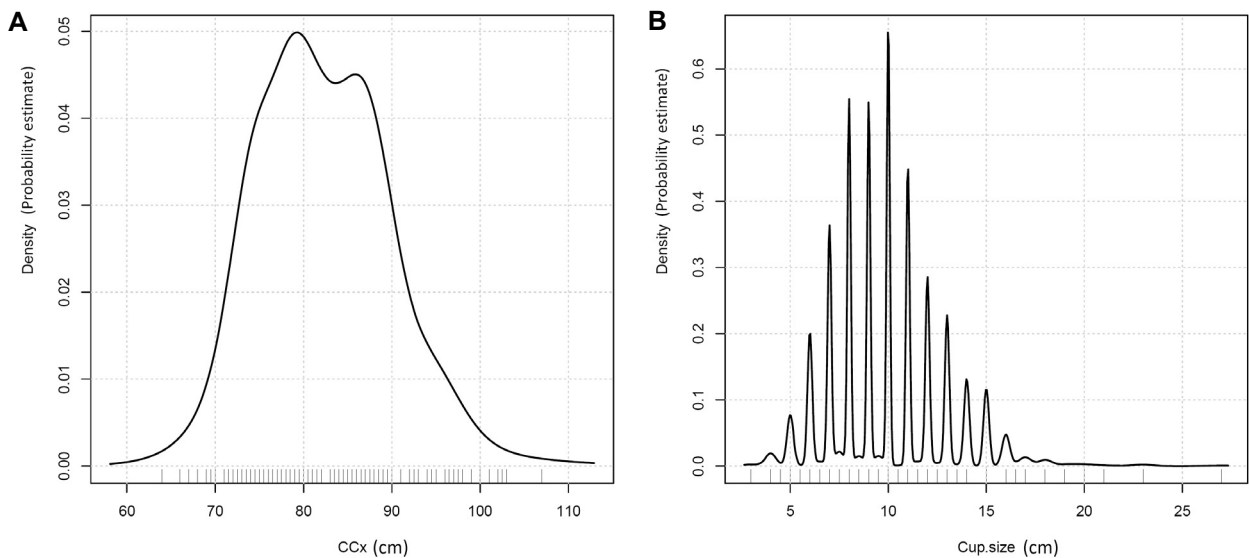 A
Density (Probability estimate)
0.05
0.04
0.03
0.02
0.01
0.00
60 70 80 90 100 110
CCx (cm)
B
Density (Probability estimate)
0.6
0.5
0.4
0.3
0.2
0.1
0.0
5 10 15 20 25
Cup.size (cm)